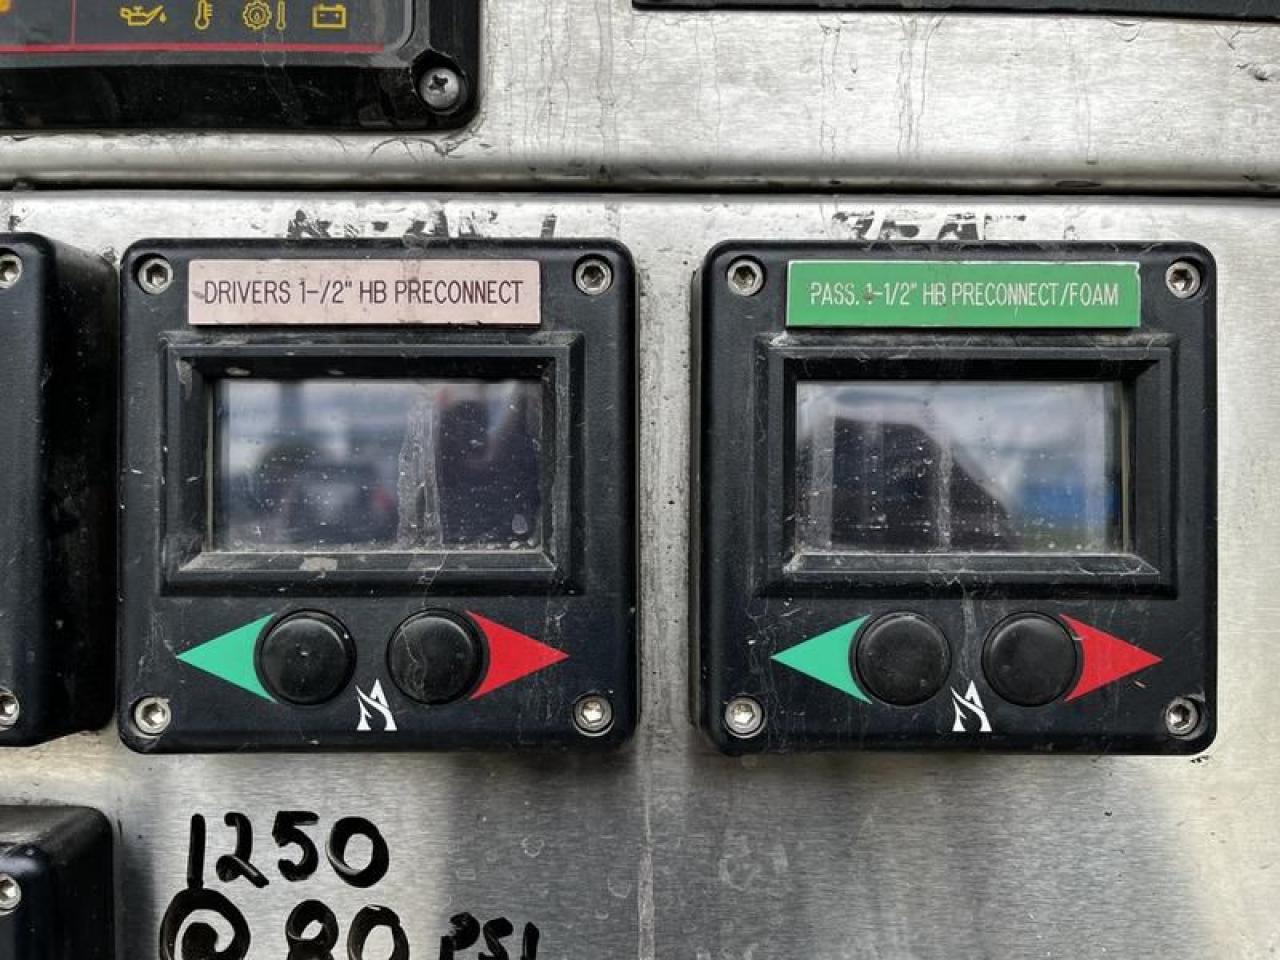 DRIVERS 1-/2" HB PRECONNECT
PASS. 1-1/2" HB PRECONNECT/FOAM
1250
@ 80 PSI